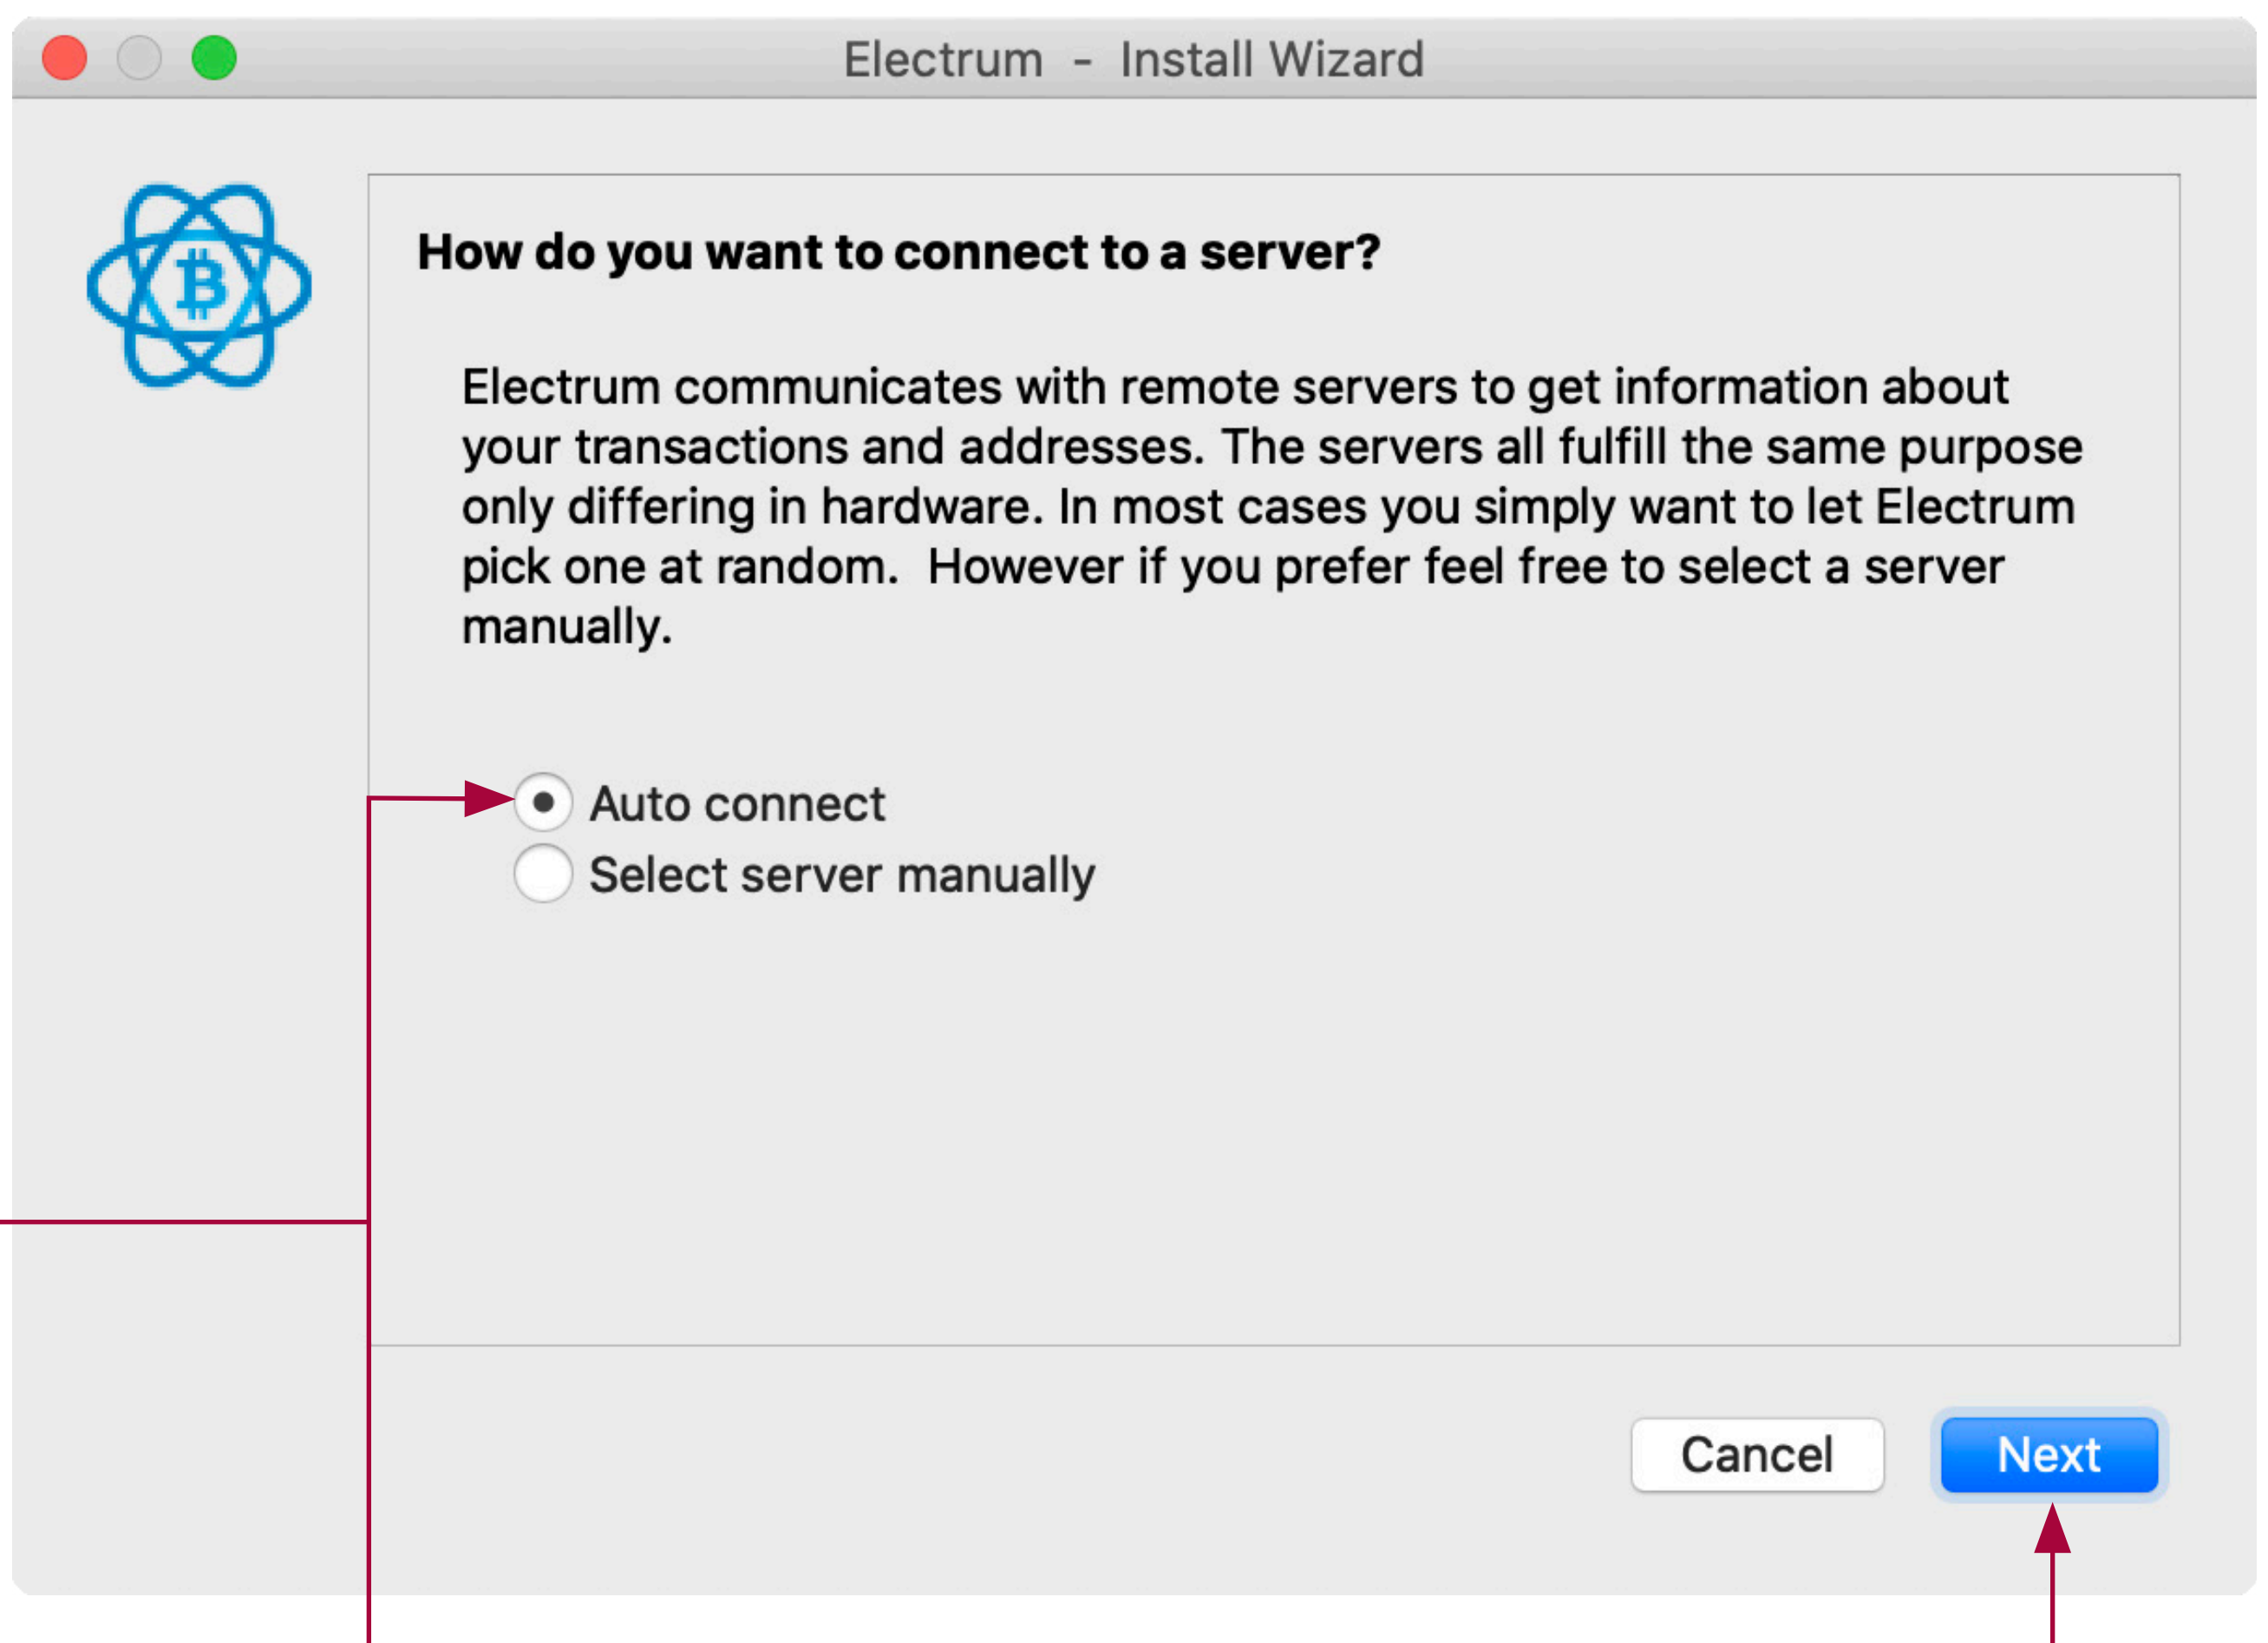 Electrum - Install Wizard
How do you want to connect to a server?
Electrum communicates with remote servers to get information about
your transactions and addresses. The servers all fulfill the same purpose
only differing in hardware. In most cases you simply want to let Electrum
pick one at random.  However if you prefer feel free to select a server
manually.
Auto connect
Select server manually
Cancel
Next